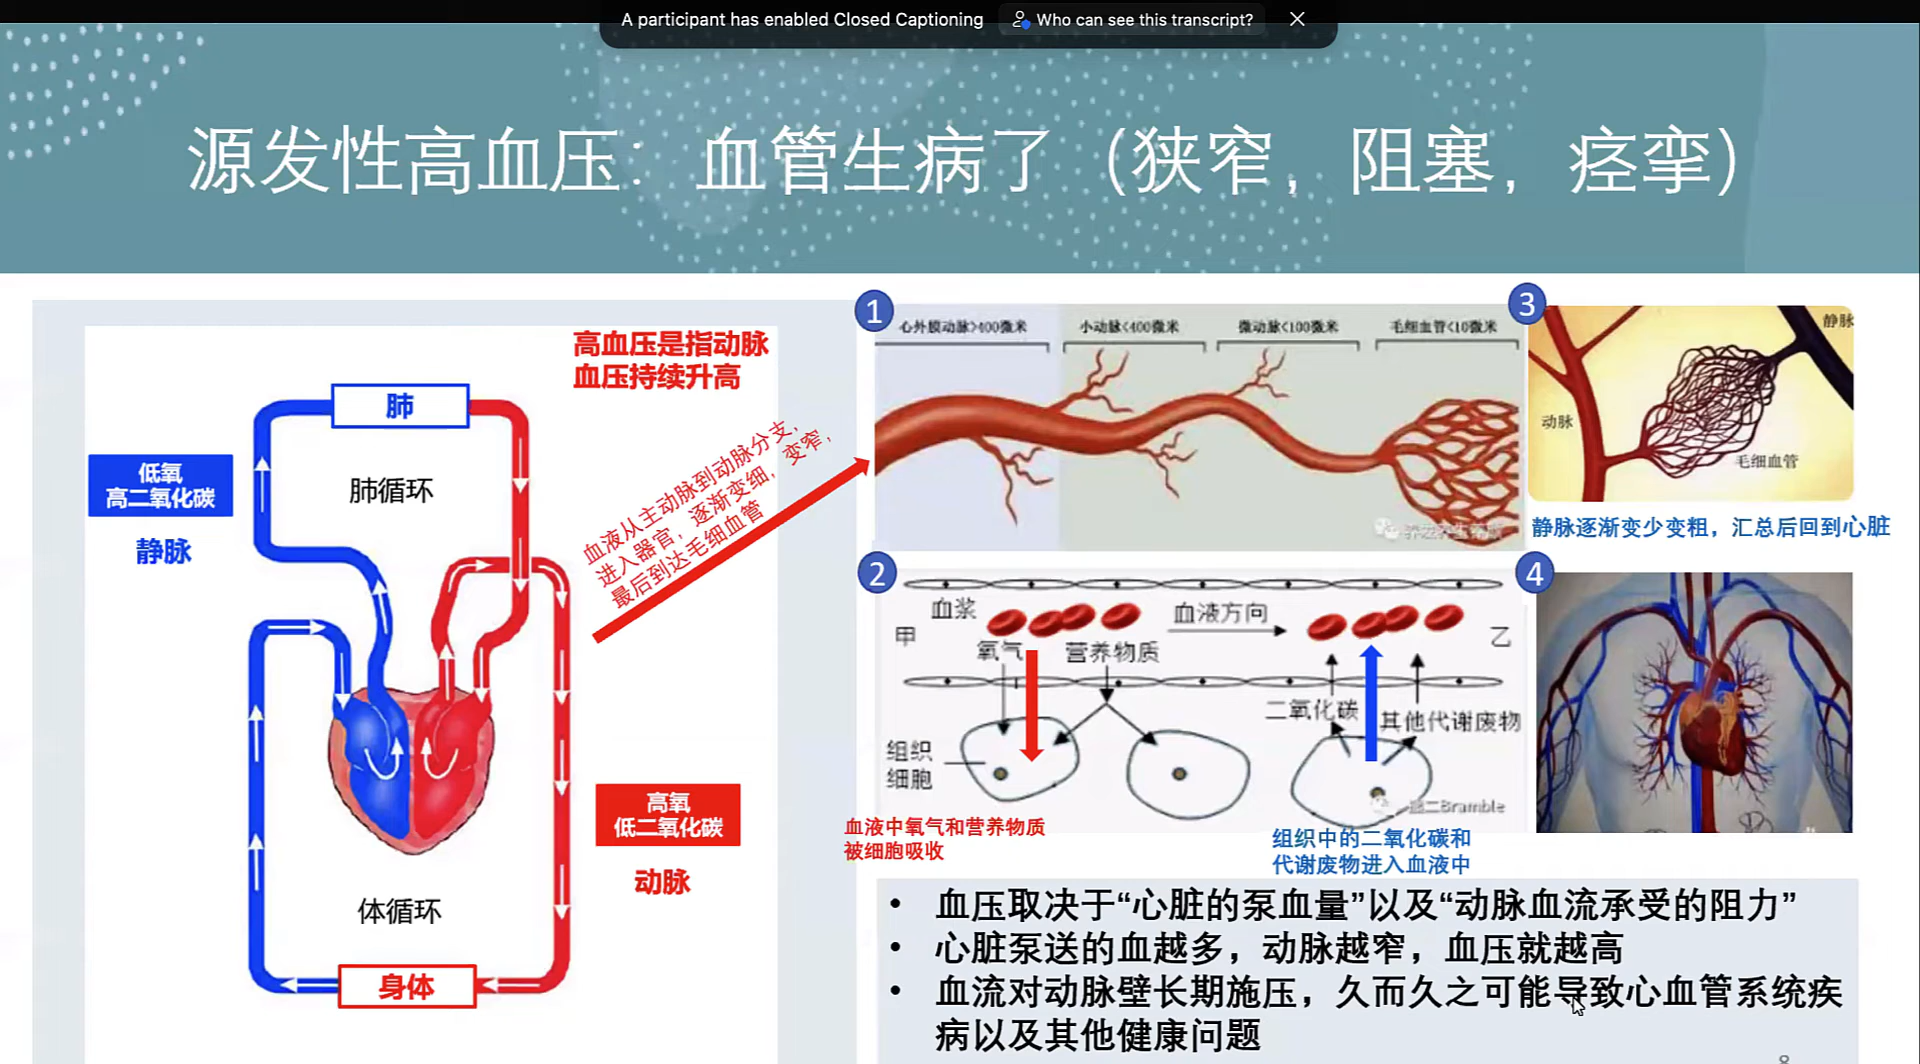 A participant has enabled Closed Captioning
Who can see this transcript?
源发性高血压：血管生病了（狭窄，阻塞，痉挛）
高血压是指动脉
血压持续升高
肺
低氧
高二氧化碳
肺循环
静脉
血液从主动脉到动脉分支，
进入器官，逐渐变细，变窄，
最后到达毛细血管
高氧
低二氧化碳
动脉
体循环
身体
1
心外膜动脉>400微米
小动脉<400微米
微动脉<100微米
毛细血管<10微米
3
静脉
动脉
毛细血管
静脉逐渐变少变粗，汇总后回到心脏
2
血浆
血液方向
甲
乙
氧气
营养物质
二氧化碳
其他代谢废物
组织
细胞
血液中氧气和营养物质
被细胞吸收
组织中的二氧化碳和
代谢废物进入血液中
4
• 血压取决于“心脏的泵血量”以及“动脉血流承受的阻力”
• 心脏泵送的血越多，动脉越窄，血压就越高
• 血流对动脉壁长期施压，久而久之可能导致心血管系统疾
病以及其他健康问题